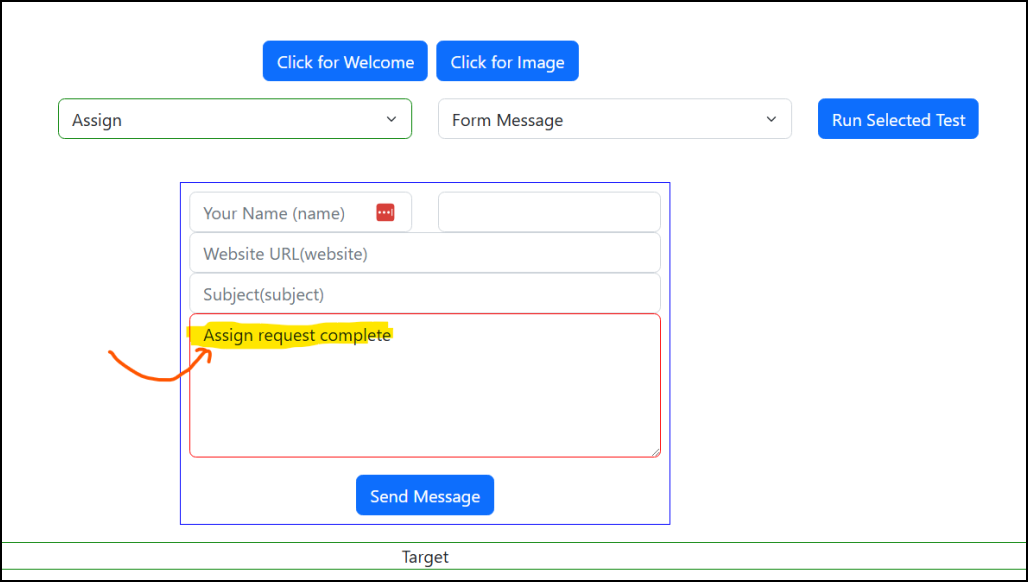 Click for Welcome Click for Image
Assign Form Message Run Selected Test
Your Name (name)
Website URL(website)
Subject(subject)
Assign request complete
Send Message
Target